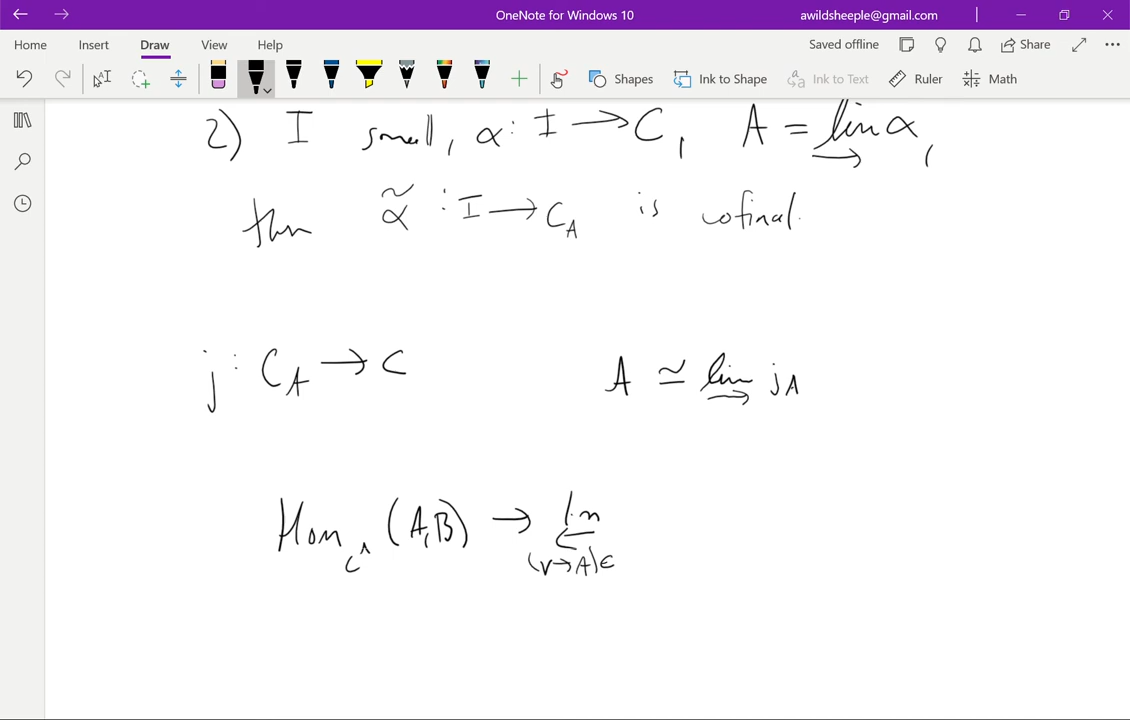 OneNote for Windows 10
awildsheeple@gmail.com
Home Insert Draw View Help
Saved offline
Share
Shapes
Ink to Shape
Ink to Text
Ruler
Math
2) I small, α: I → C, A = lim→ α,
then α̃ : I → C_A is cofinal.
j : C_A → C A ≃ lim→ j_A
Hom_C^ (A,B) → lim← (V→A)∈